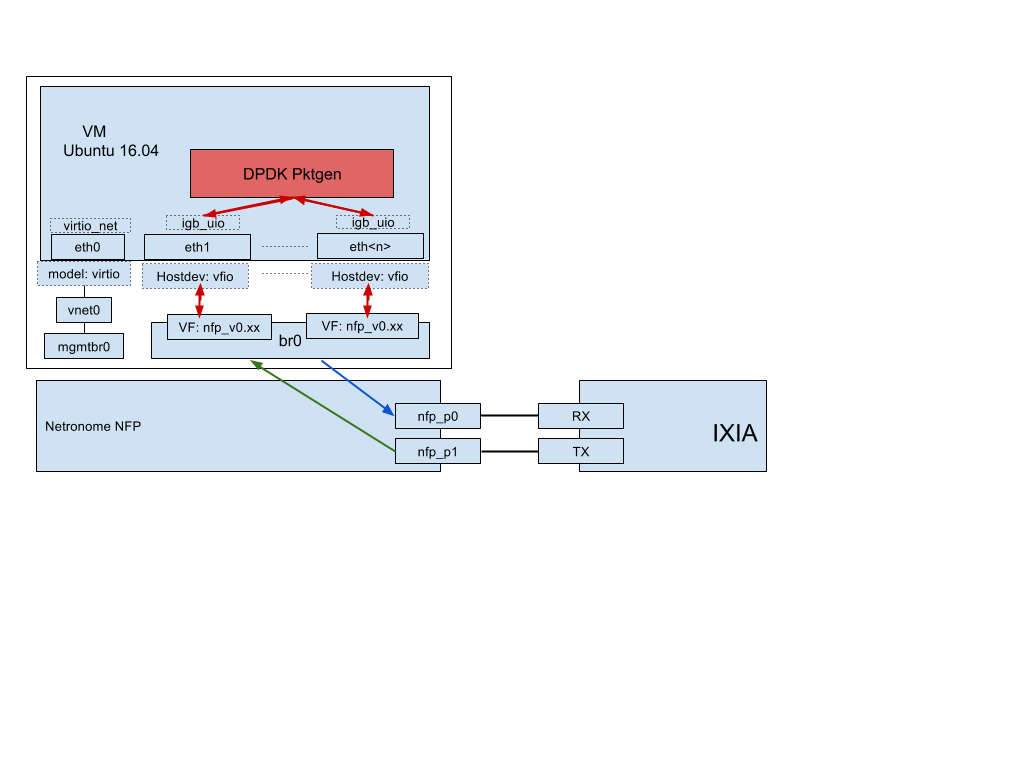 VM
Ubuntu 16.04
DPDK Pktgen
virtio_net
igb_uio
igb_uio
eth0
eth1
eth<n>
model: virtio
Hostdev: vfio
Hostdev: vfio
vnet0
VF: nfp_v0.xx
VF: nfp_v0.xx
br0
mgmtbr0
Netronome NFP
nfp_p0
RX
IXIA
nfp_p1
TX